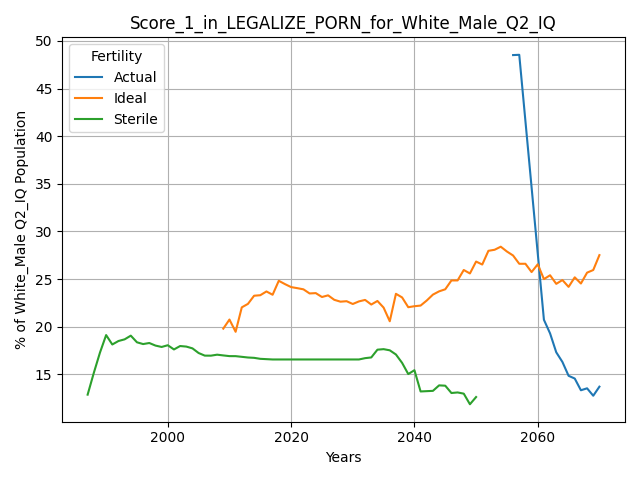 Score_1_in_LEGALIZE_PORN_for_White_Male_Q2_IQ
% of White_Male Q2_IQ Population
50
45
40
35
30
25
20
15
Fertility
Actual
Ideal
Sterile
2000
2020
2040
2060
Years